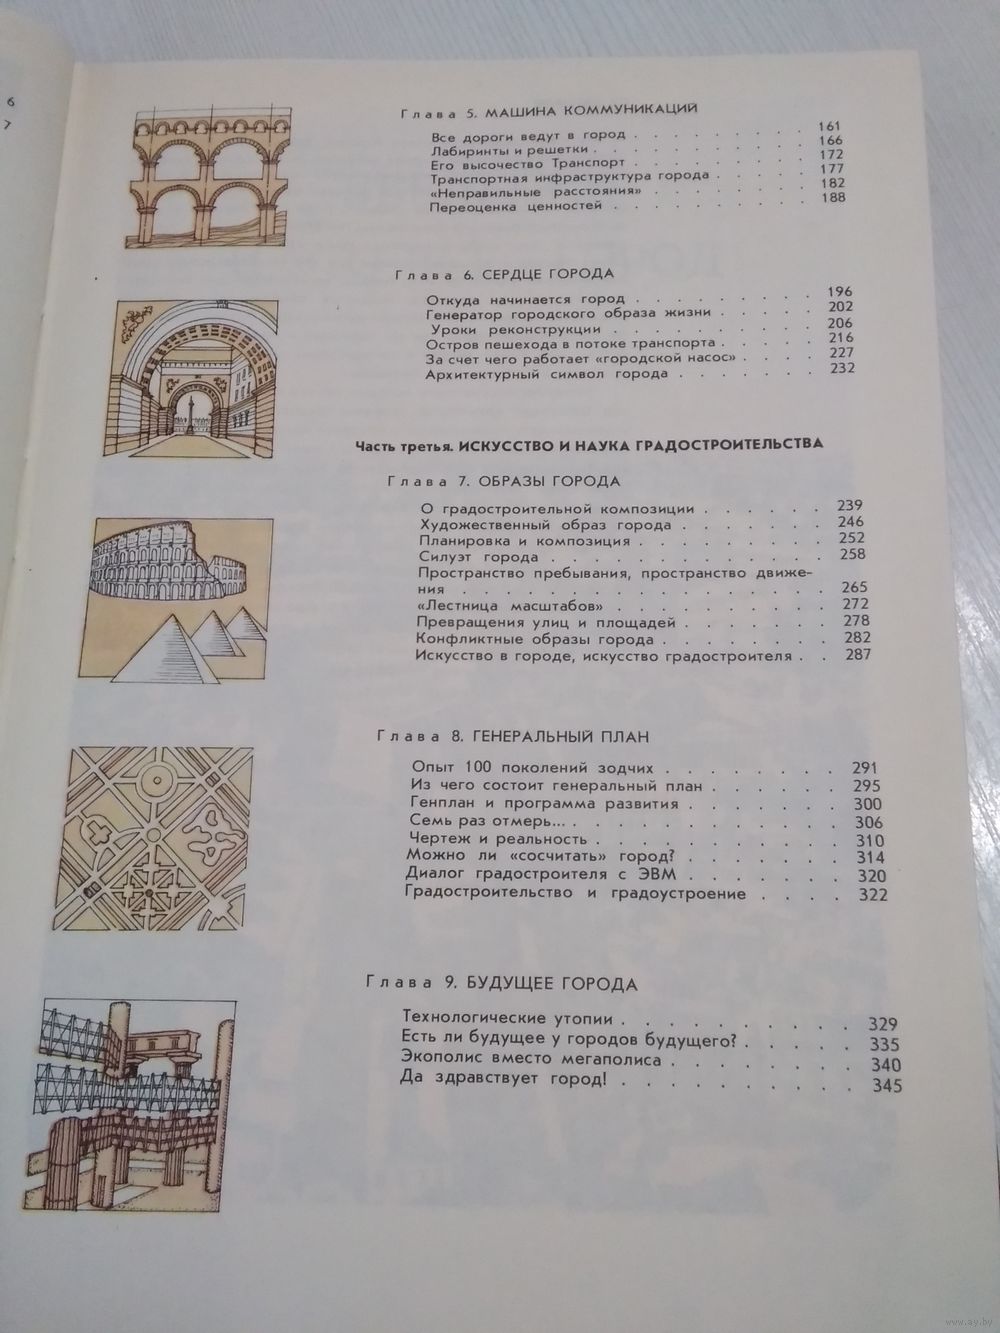 6
7
Глава 5. МАШИНА КОММУНИКАЦИЙ
Все дороги ведут в город . . . . . . . . . 161
Лабиринты и решетки . . . . . . . . . . 166
Его высочество Транспорт . . . . . . . . 172
Транспортная инфраструктура города . . . . . 177
«Неправильные расстояния» . . . . . . . 182
Переоценка ценностей . . . . . . . . . 188
Глава 6. СЕРДЦЕ ГОРОДА
Откуда начинается город . . . . . . . . . 196
Генератор городского образа жизни . . . . . 202
Уроки реконструкции . . . . . . . . . . 206
Остров пешехода в потоке транспорта . . . . . 216
За счет чего работает «городской насос» . . . . 227
Архитектурный символ города . . . . . . . 232
Часть третья. ИСКУССТВО И НАУКА ГРАДОСТРОИТЕЛЬСТВА
Глава 7. ОБРАЗЫ ГОРОДА
О градостроительной композиции . . . . . . 239
Художественный образ города . . . . . . . 246
Планировка и композиция . . . . . . . . . 252
Силуэт города . . . . . . . . . . . . . 258
Пространство пребывания, пространство движе-
ния . . . . . . . . . . . . . . . . . 265
«Лестница масштабов» . . . . . . . . . . 272
Превращения улиц и площадей . . . . . . . 278
Конфликтные образы города . . . . . . . . 282
Искусство в городе, искусство градостроителя . . 287
Глава 8. ГЕНЕРАЛЬНЫЙ ПЛАН
Опыт 100 поколений зодчих . . . . . . . . 291
Из чего состоит генеральный план . . . . . . 295
Генплан и программа развития . . . . . . . 300
Семь раз отмерь... . . . . . . . . . . . 306
Чертеж и реальность . . . . . . . . . . 310
Можно ли «сосчитать» город? . . . . . . . 314
Диалог градостроителя с ЭВМ . . . . . . . 320
Градостроительство и градоустроение . . . . 322
Глава 9. БУДУЩЕЕ ГОРОДА
Технологические утопии . . . . . . . . . . 329
Есть ли будущее у городов будущего? . . . . . 335
Экополис вместо мегаполиса . . . . . . . . 340
Да здравствует город! . . . . . . . . . . 345
www.ay.by